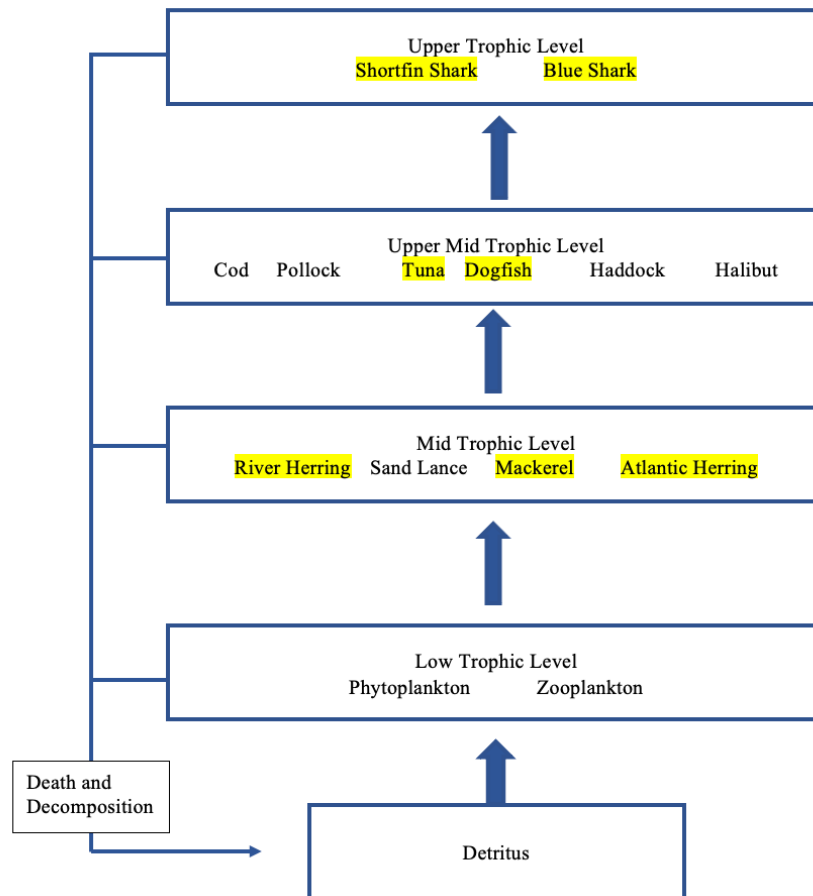 Upper Trophic Level
Shortfin Shark Blue Shark
Upper Mid Trophic Level
Cod Pollock Tuna Dogfish Haddock Halibut
Mid Trophic Level
River Herring Sand Lance Mackerel Atlantic Herring
Low Trophic Level
Phytoplankton Zooplankton
Death and
Decomposition
Detritus